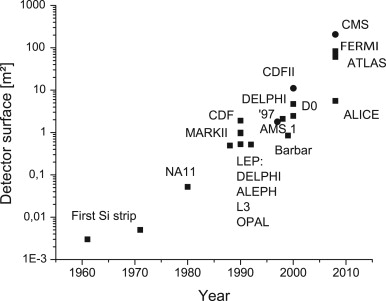 1000
CMS
100
FERMI
ATLAS
CDFII
10
DELPHI
'97
D0
CDF
ALICE
1
MARKII
AMS 1
Barbar
0,1
NA11
LEP:
DELPHI
ALEPH
L3
OPAL
0,01
First Si strip
1E-3
1960 1970 1980 1990 2000 2010
Year
Detector surface [m²]